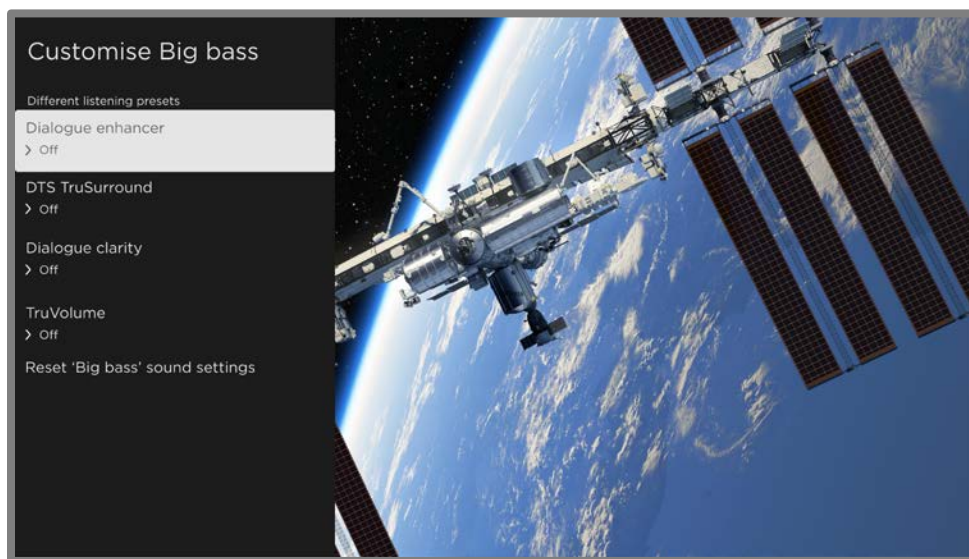 Customise Big bass
Different listening presets
Dialogue enhancer
> Off
DTS TruSurround
> Off
Dialogue clarity
> Off
TruVolume
> Off
Reset ‘Big bass’ sound settings